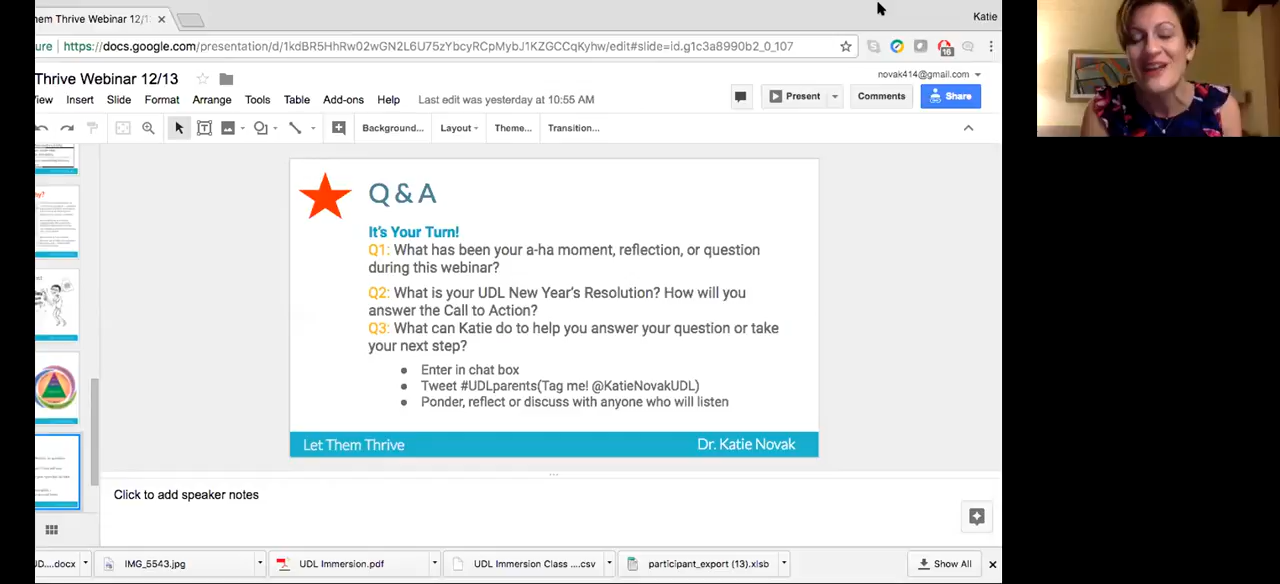 em Thrive Webinar 12/1
Katie
ure
https://docs.google.com/presentation/d/1kdBR5HhRw02wGN2L6U75zYbcyRCpMybJ1KZGCCqKyhw/edit#slide=id.g1c3a8990b2_0_107
16
Thrive Webinar 12/13
novak414@gmail.com
Insert Slide Format Arrange Tools Table Add-ons Help Last edit was yesterday at 10:55 AM
Present Comments Share
Background... Layout Theme... Transition...
Q & A
It's Your Turn!
Q1: What has been your a-ha moment, reflection, or question
during this webinar?
Q2: What is your UDL New Year's Resolution? How will you
answer the Call to Action?
Q3: What can Katie do to help you answer your question or take
your next step?
● Enter in chat box
● Tweet #UDLparents(Tag me! @KatieNovakUDL)
● Ponder, reflect or discuss with anyone who will listen
Let Them Thrive Dr. Katie Novak
Click to add speaker notes
D....docx IMG_5543.jpg UDL Immersion.pdf UDL Immersion Class ....csv participant_export (13).xlsb Show All